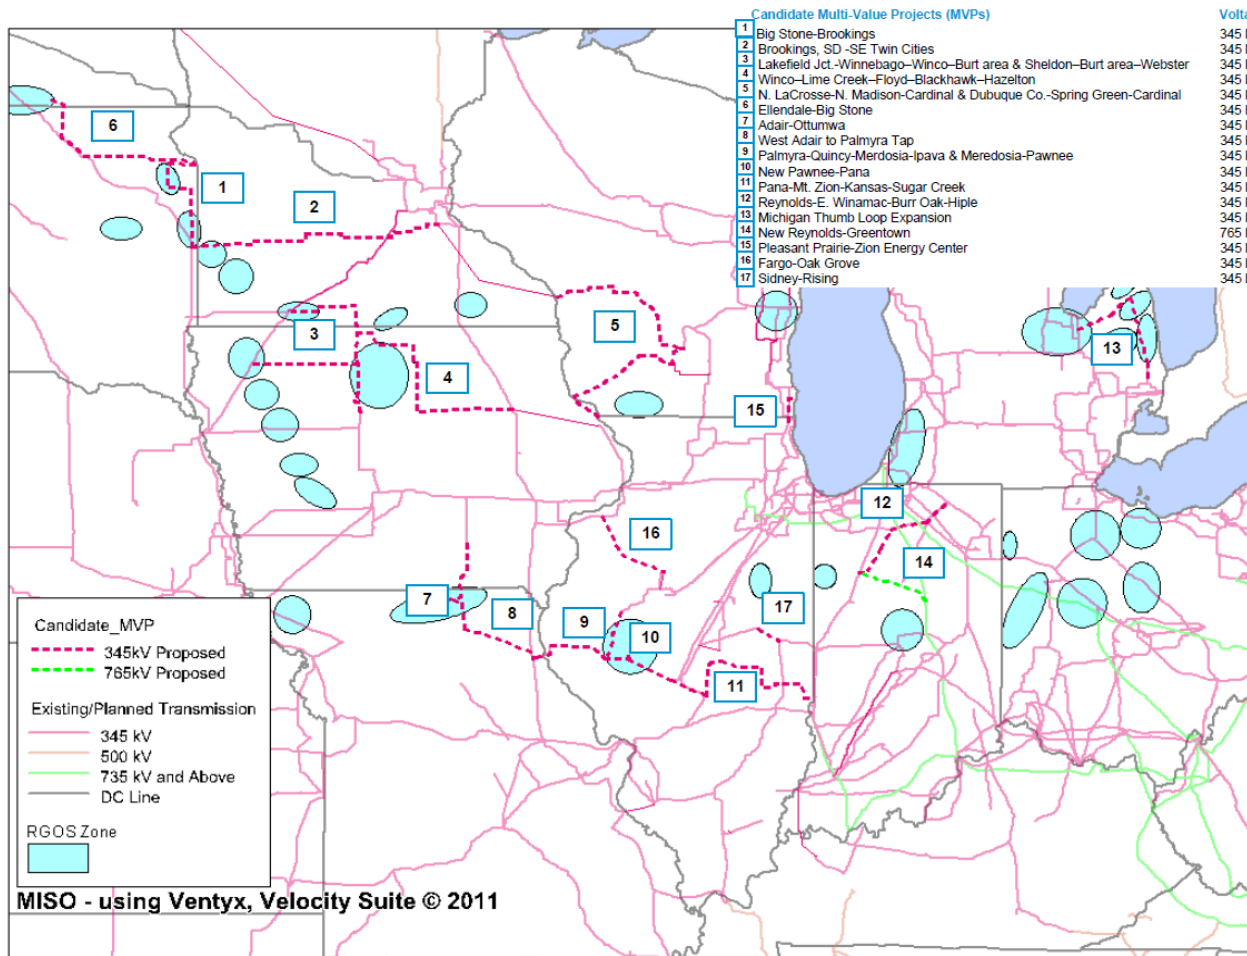 Candidate Multi-Value Projects (MVPs) Volta
1 Big Stone-Brookings 345
2 Brookings, SD -SE Twin Cities 345
3 Lakefield Jct.-Winnebago–Winco–Burt area & Sheldon–Burt area–Webster 345
4 Winco–Lime Creek–Floyd–Blackhawk–Hazelton 345
5 N. LaCrosse-N. Madison-Cardinal & Dubuque Co.-Spring Green-Cardinal 345
6 Ellendale-Big Stone 345
7 Adair-Ottumwa 345
8 West Adair to Palmyra Tap 345
9 Palmyra-Quincy-Merdosia-Ipava & Meredosia-Pawnee 345
10 New Pawnee-Pana 345
11 Pana-Mt. Zion-Kansas-Sugar Creek 345
12 Reynolds-E. Winamac-Burr Oak-Hiple 345
13 Michigan Thumb Loop Expansion 345
14 New Reynolds-Greentown 765
15 Pleasant Prairie-Zion Energy Center 345
16 Fargo-Oak Grove 345
17 Sidney-Rising 345
6
1
2
5
3
13
4
15
12
16
14
7
8
9
10
17
11
Candidate_MVP
345kV Proposed
765kV Proposed
Existing/Planned Transmission
345 kV
500 kV
735 kV and Above
DC Line
RGOS Zone
MISO - using Ventyx, Velocity Suite © 2011